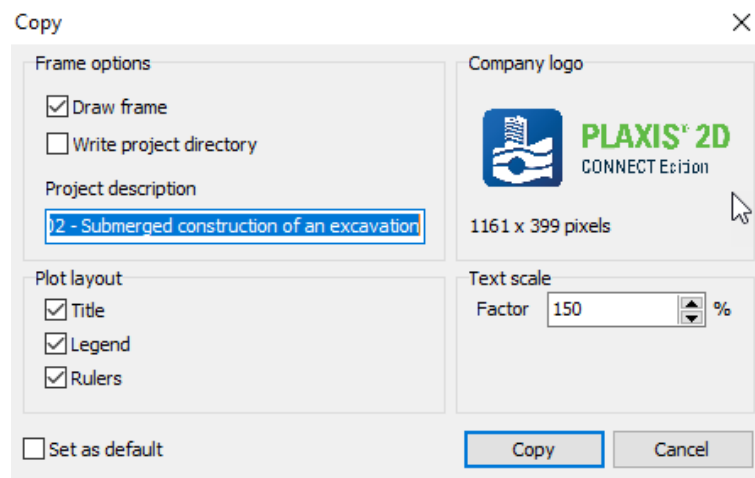 Copy
Frame options
Draw frame
Write project directory
Project description
02 - Submerged construction of an excavation
Company logo
PLAXIS® 2D
CONNECT Edition
1161 x 399 pixels
Plot layout
Title
Legend
Rulers
Text scale
Factor 150 %
Set as default
Copy
Cancel